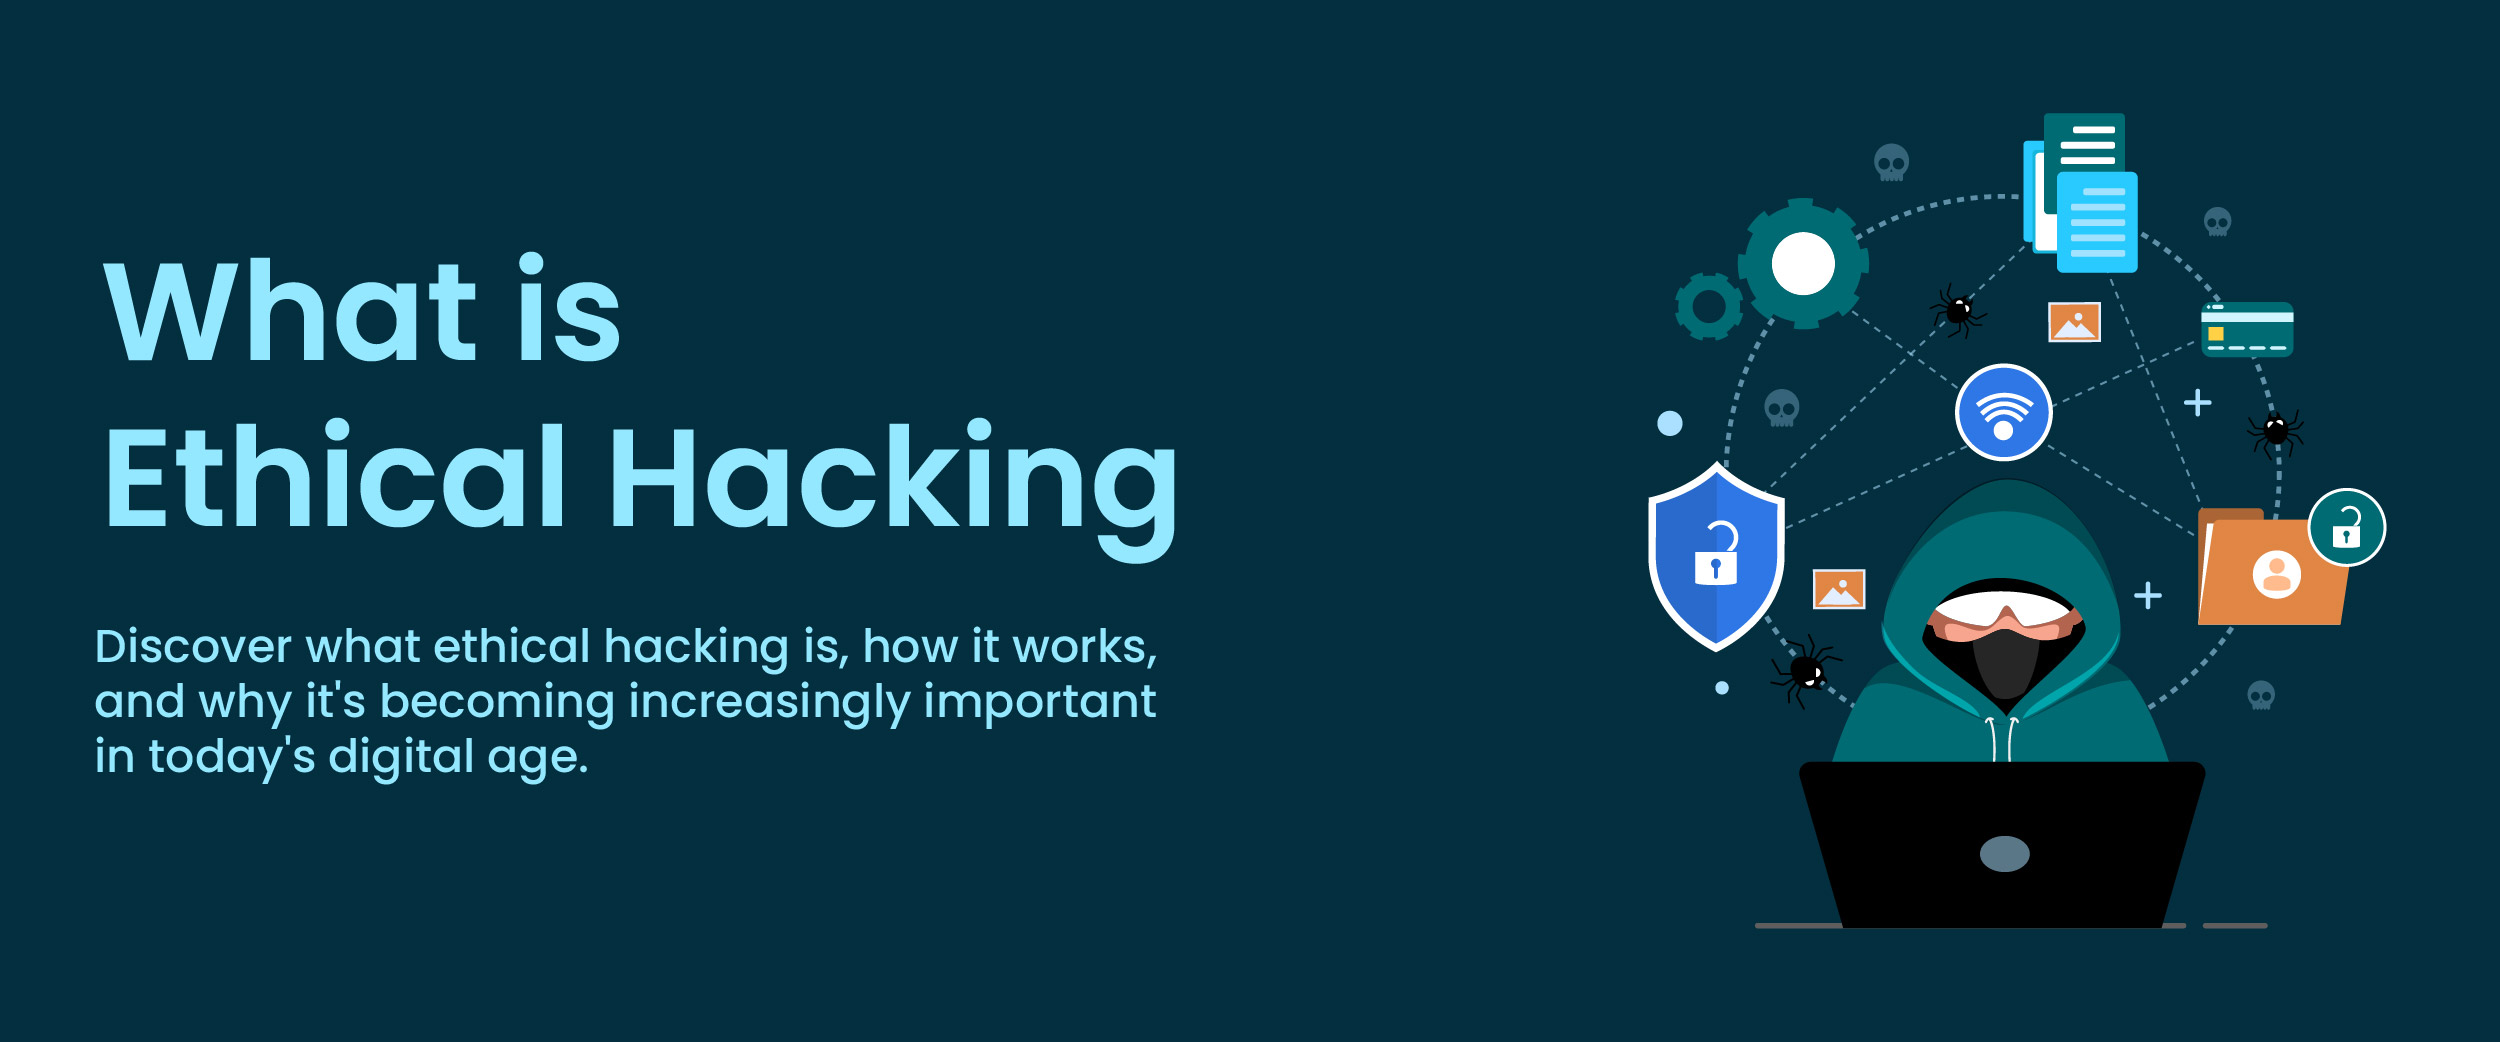 What is
Ethical Hacking
Discover what ethical hacking is, how it works,
and why it's becoming increasingly important
in today's digital age.